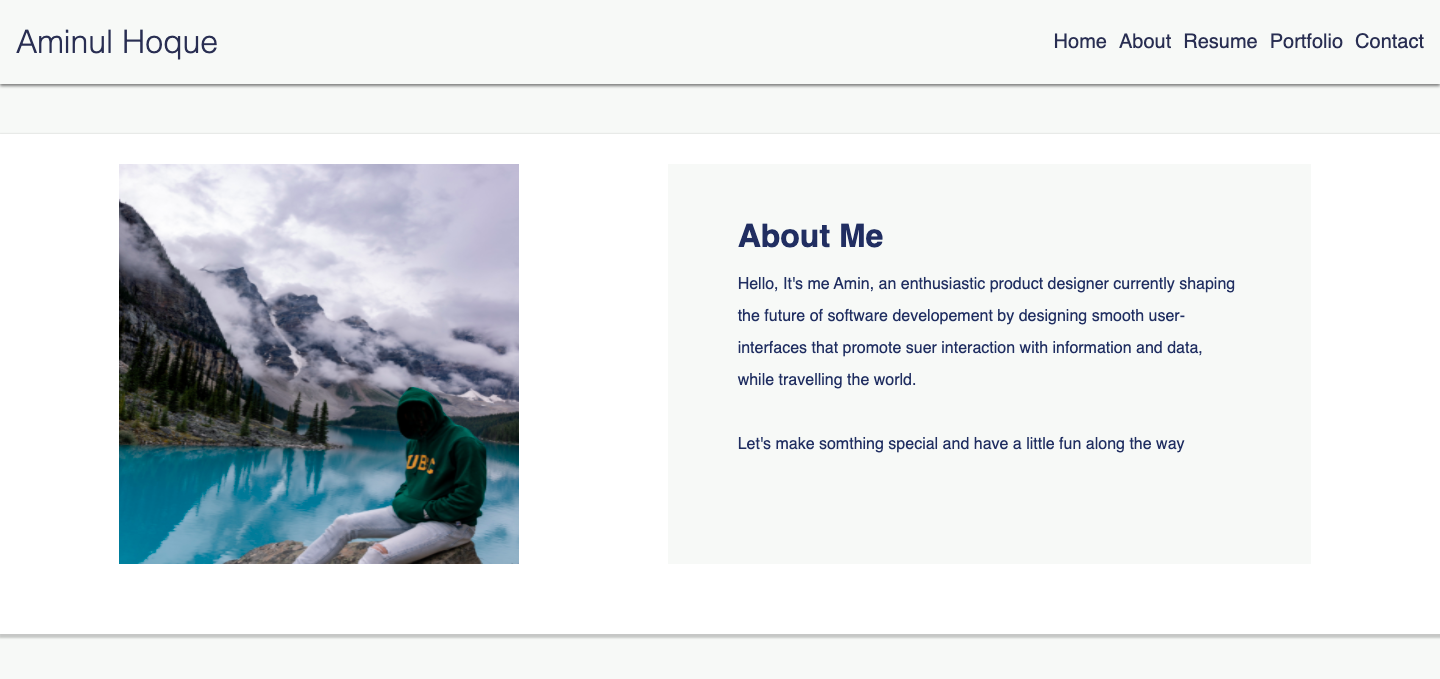 Aminul Hoque
Home About Resume Portfolio Contact
About Me
Hello, It's me Amin, an enthusiastic product designer currently shaping
the future of software developement by designing smooth user-
interfaces that promote suer interaction with information and data,
while travelling the world.
Let's make somthing special and have a little fun along the way